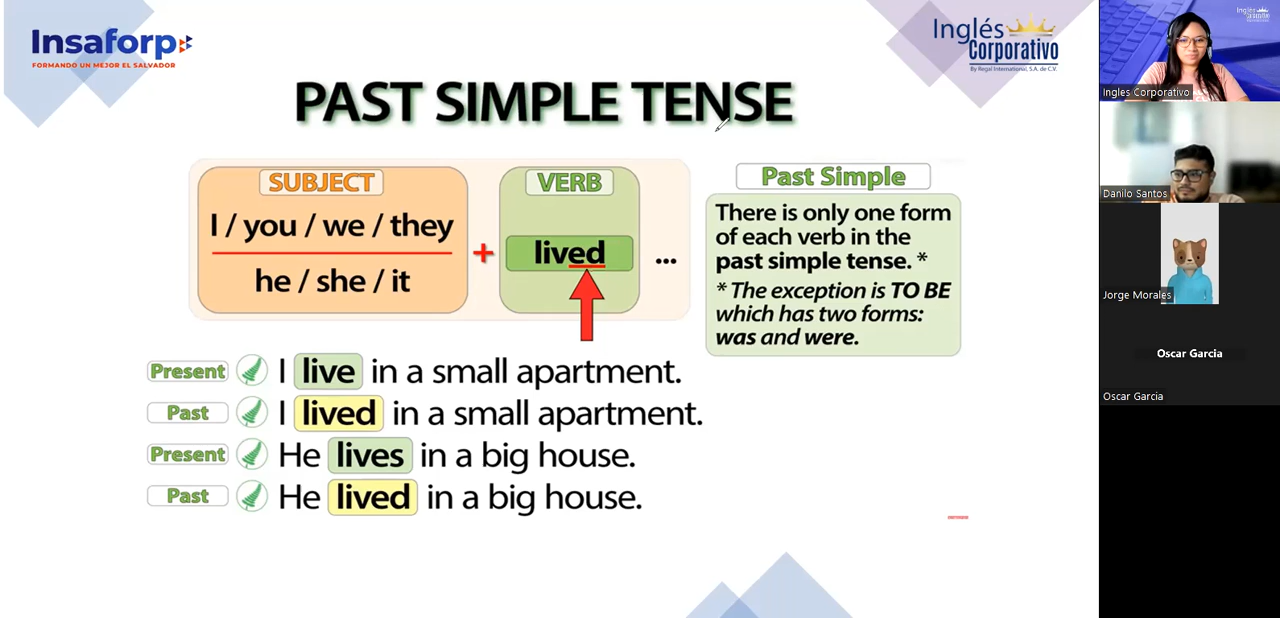 Insaforp
FORMANDO UN MEJOR EL SALVADOR
Inglés
Corporativo
By Regal International, S.A. de C.V.
PAST SIMPLE TENSE
SUBJECT
I / you / we / they
he / she / it
+
VERB
lived
...
Past Simple
There is only one form
of each verb in the
past simple tense. *
* The exception is TO BE
which has two forms:
was and were.
Present I live in a small apartment.
Past I lived in a small apartment.
Present He lives in a big house.
Past He lived in a big house.
Inglés
Ingles Corporativo
Danilo Santos
Jorge Morales
Oscar Garcia
Oscar Garcia